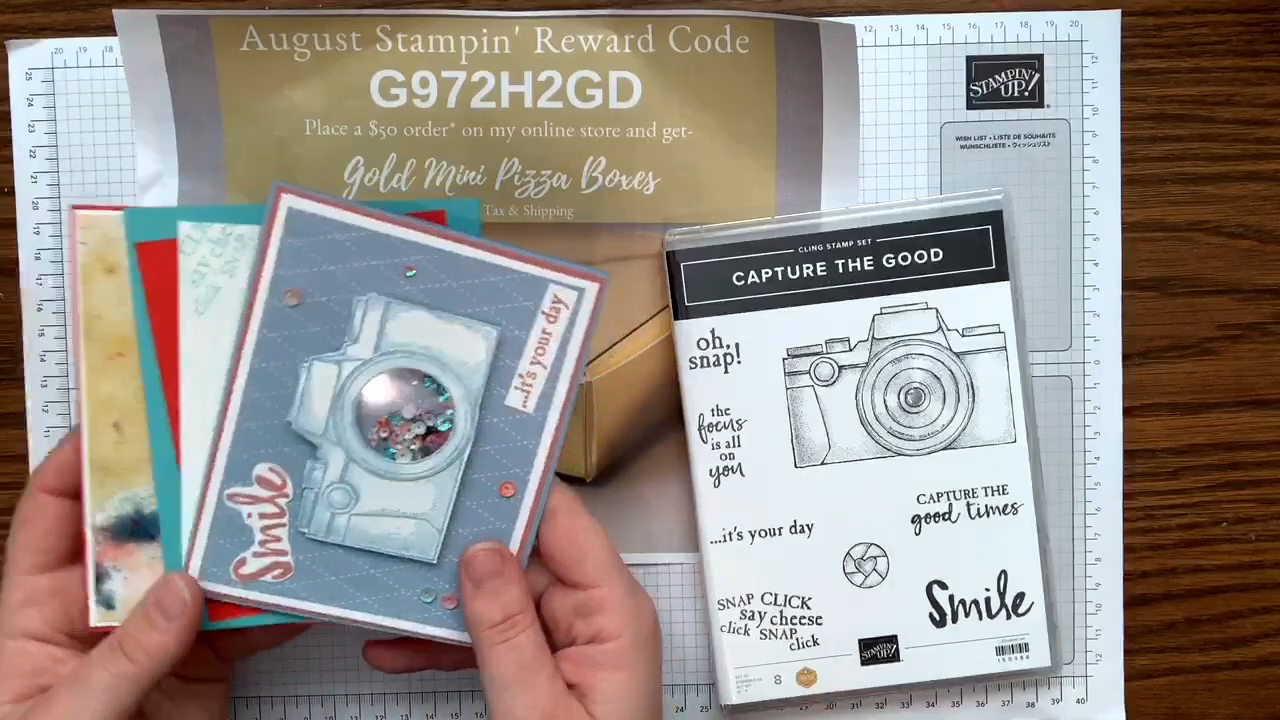 August Stampin' Reward Code
G972H2GD
Place a $50 order* on my online store and get-
Gold Mini Pizza Boxes
Tax & Shipping
STAMPIN' UP!
WISH LIST • LISTE DE SOUHAITS
WUNSCHLISTE • ウィッシュリスト
...it's your day
Smile
CLING STAMP SET
CAPTURE THE GOOD
oh,
snap!
the
focus
is all
on
you
CAPTURE THE
good times
...it's your day
SNAP CLICK
say cheese
click SNAP
click
Smile
STAMPIN' UP!
8
150386